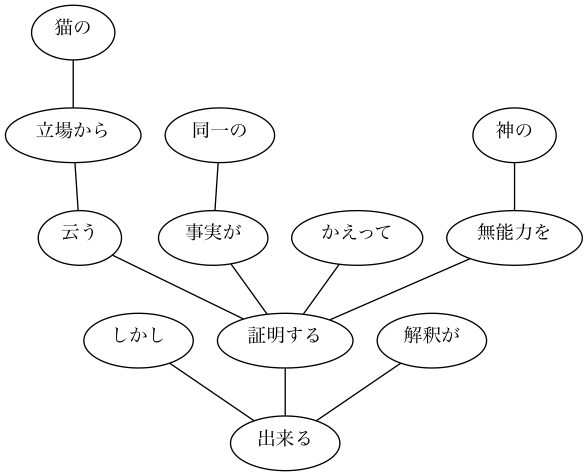 猫の
立場から
同一の
神の
云う
事実が
かえって
無能力を
しかし
証明する
解釈が
出来る